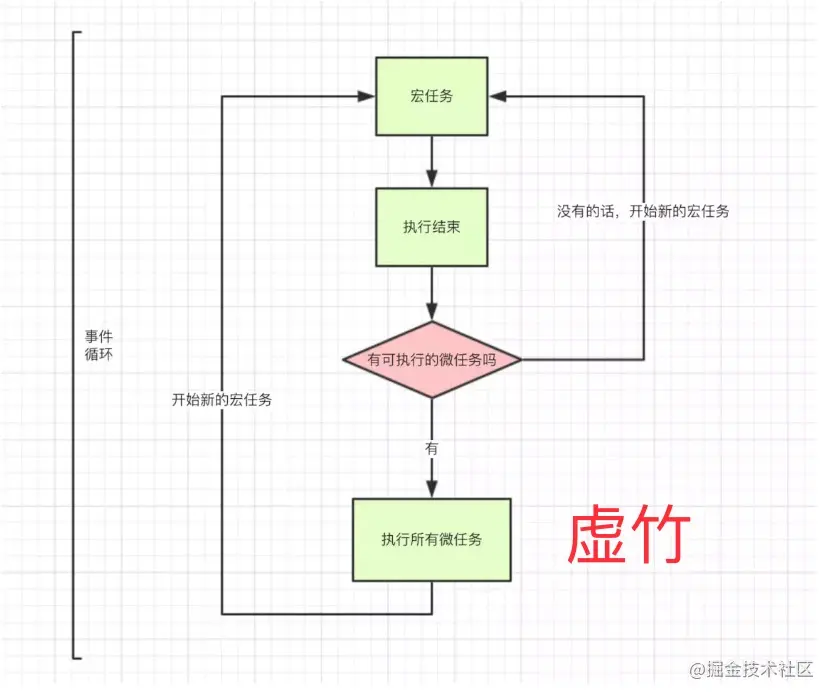 宏任务
执行结束
没有的话，开始新的宏任务
事件
循环
有可执行的微任务吗
开始新的宏任务
有
执行所有微任务
虚竹
@掘金技术社区